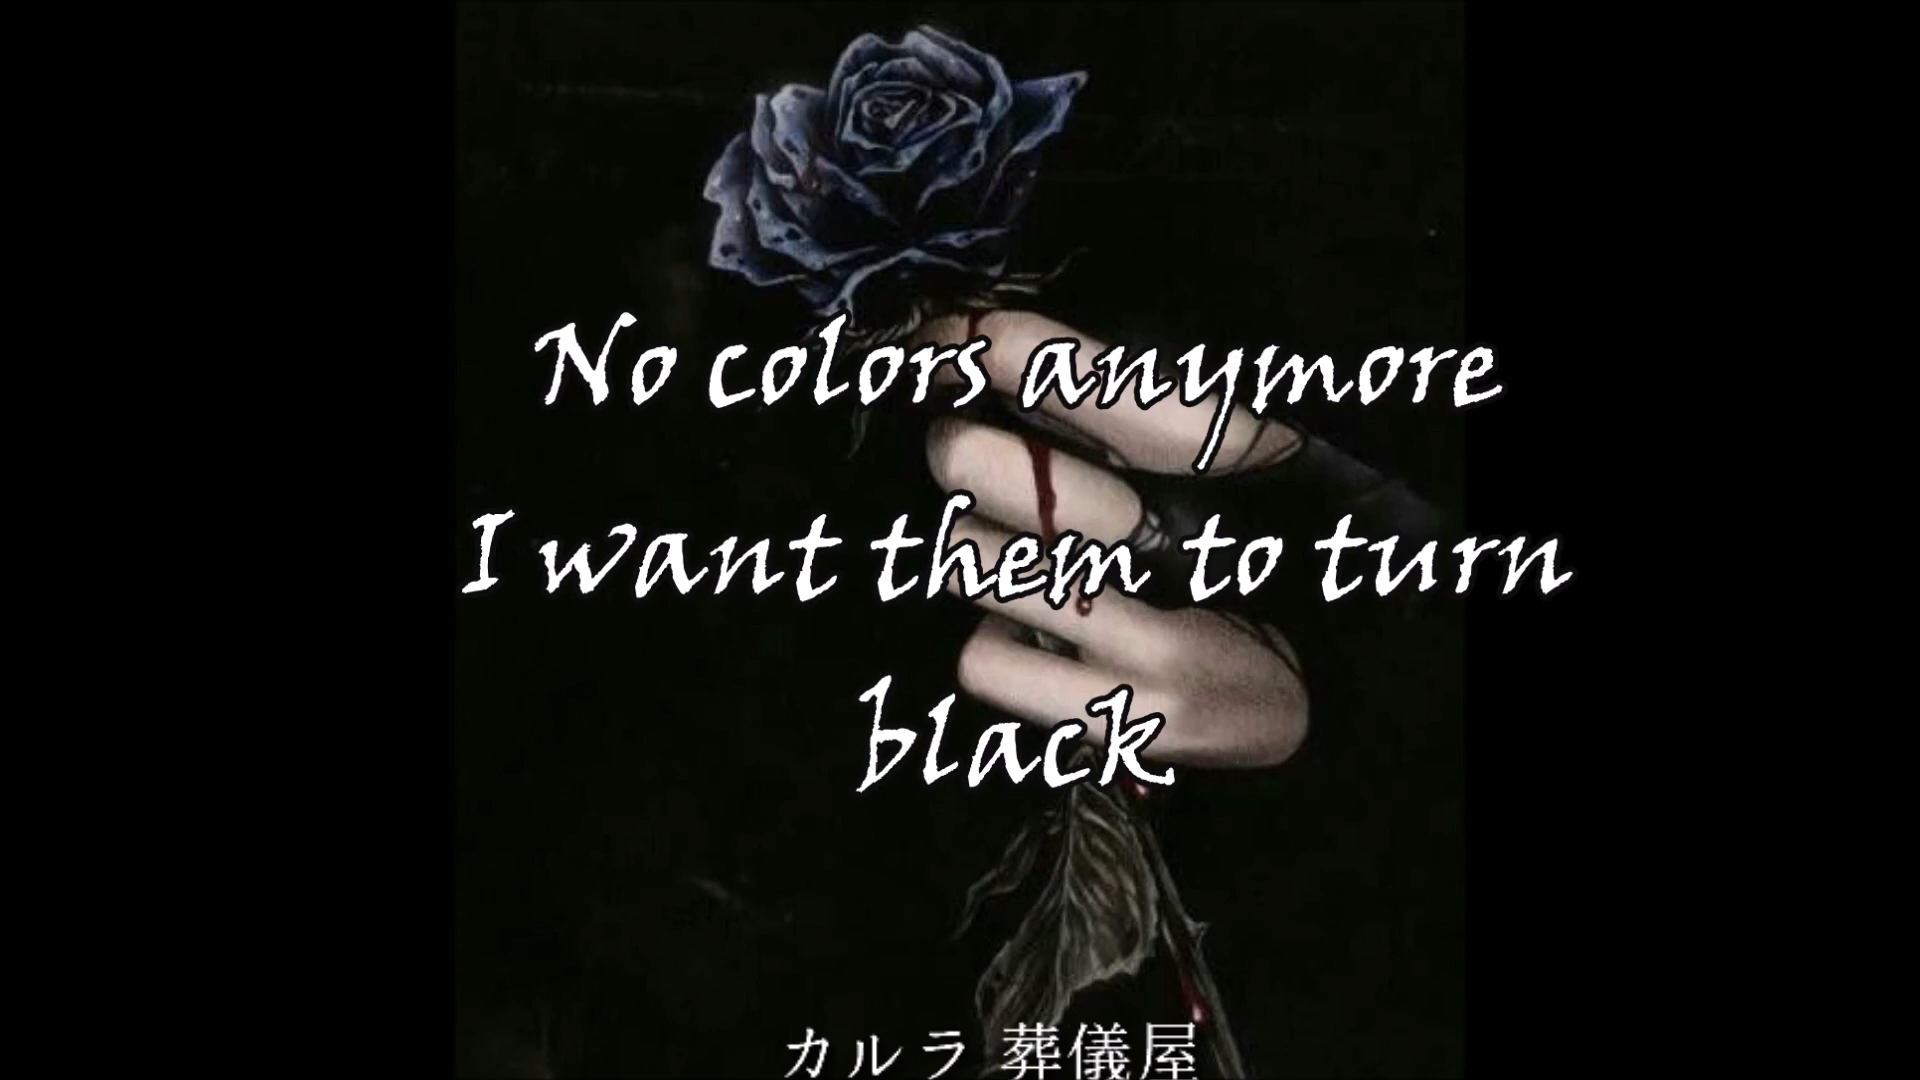 No colors anymore
I want them to turn
black
カルラ 葬儀屋